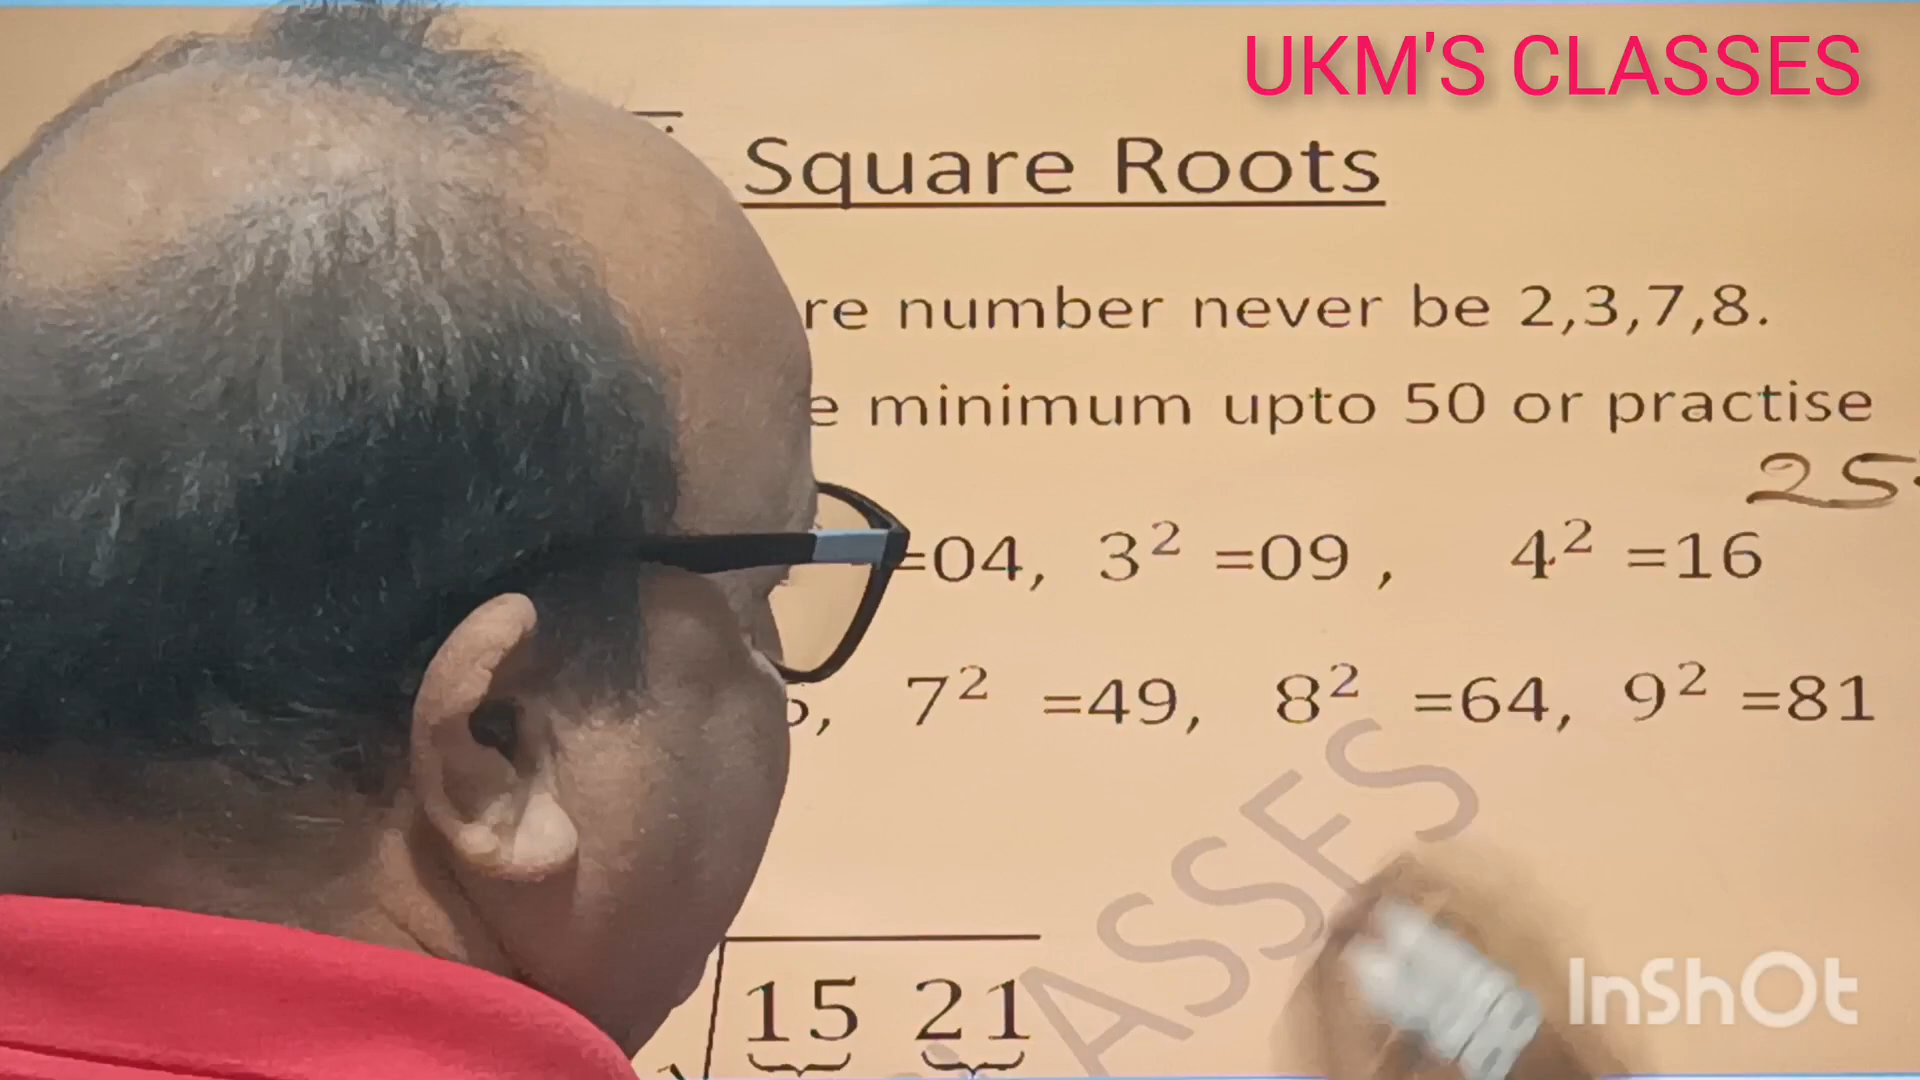 UKM'S CLASSES
Square Roots
re number never be 2,3,7,8.
e minimum upto 50 or practise
25
=04, 3² =09 , 4² =16
, 7² =49, 8² =64, 9² =81
√15 21
ASSES
InShOt